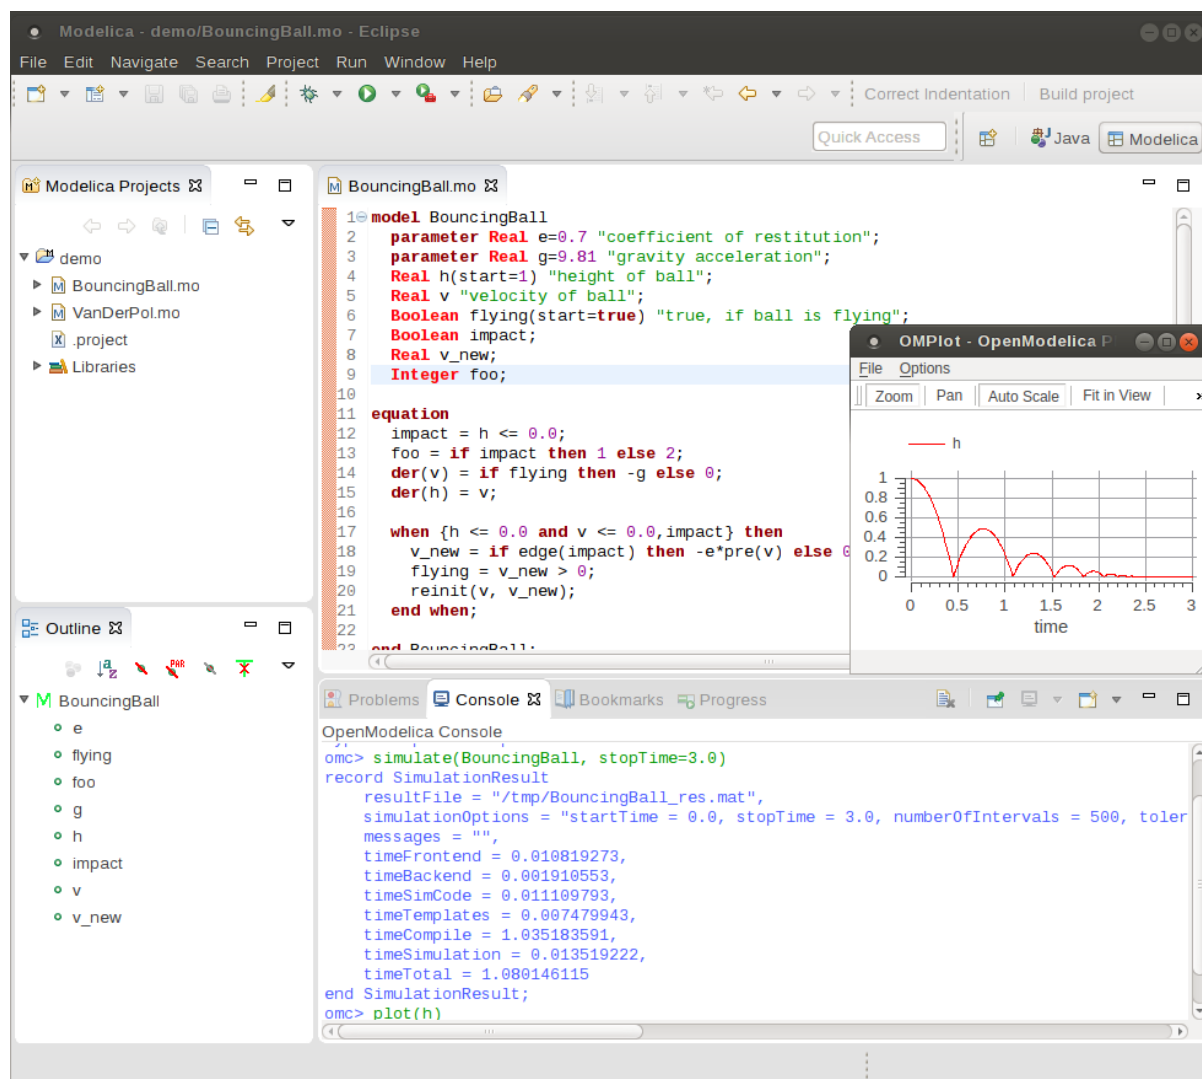 Modelica - demo/BouncingBall.mo - Eclipse
File Edit Navigate Search Project Run Window Help
Correct Indentation Build project
Quick Access Java Modelica
Modelica Projects
demo
BouncingBall.mo
VanDerPol.mo
.project
Libraries
BouncingBall.mo
1 model BouncingBall
2 parameter Real e=0.7 "coefficient of restitution";
3 parameter Real g=9.81 "gravity acceleration";
4 Real h(start=1) "height of ball";
5 Real v "velocity of ball";
6 Boolean flying(start=true) "true, if ball is flying";
7 Boolean impact;
8 Real v_new;
9 Integer foo;
10
11 equation
12 impact = h <= 0.0;
13 foo = if impact then 1 else 2;
14 der(v) = if flying then -g else 0;
15 der(h) = v;
16
17 when {h <= 0.0 and v <= 0.0,impact} then
18 v_new = if edge(impact) then -e*pre(v) else 0
19 flying = v_new > 0;
20 reinit(v, v_new);
21 end when;
22
23 end BouncingBall;
OMPlot - OpenModelica P
File Options
Zoom Pan Auto Scale Fit in View »
h
1
0.8
0.6
0.4
0.2
0
0 0.5 1 1.5 2 2.5 3
time
Outline
BouncingBall
e
flying
foo
g
h
impact
v
v_new
Problems Console Bookmarks Progress
OpenModelica Console
omc> simulate(BouncingBall, stopTime=3.0)
record SimulationResult
resultFile = "/tmp/BouncingBall_res.mat",
simulationOptions = "startTime = 0.0, stopTime = 3.0, numberOfIntervals = 500, toler
messages = "",
timeFrontend = 0.010819273,
timeBackend = 0.001910553,
timeSimCode = 0.011109793,
timeTemplates = 0.007479943,
timeCompile = 1.035183591,
timeSimulation = 0.013519222,
timeTotal = 1.080146115
end SimulationResult;
omc> plot(h)